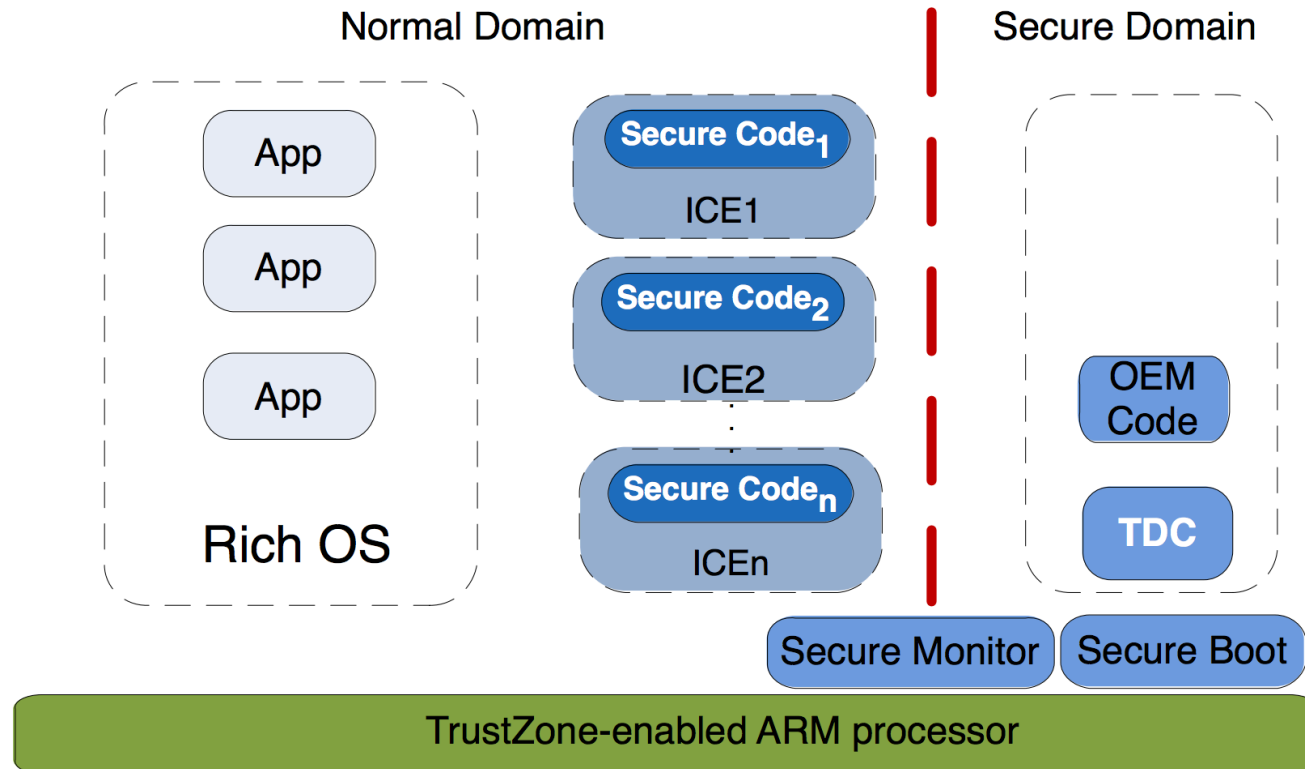 Normal Domain
Secure Domain
App
App
App
Rich OS
Secure Code1
ICE1
Secure Code2
ICE2
Secure Coden
ICEn
OEM
Code
TDC
Secure Monitor
Secure Boot
TrustZone-enabled ARM processor